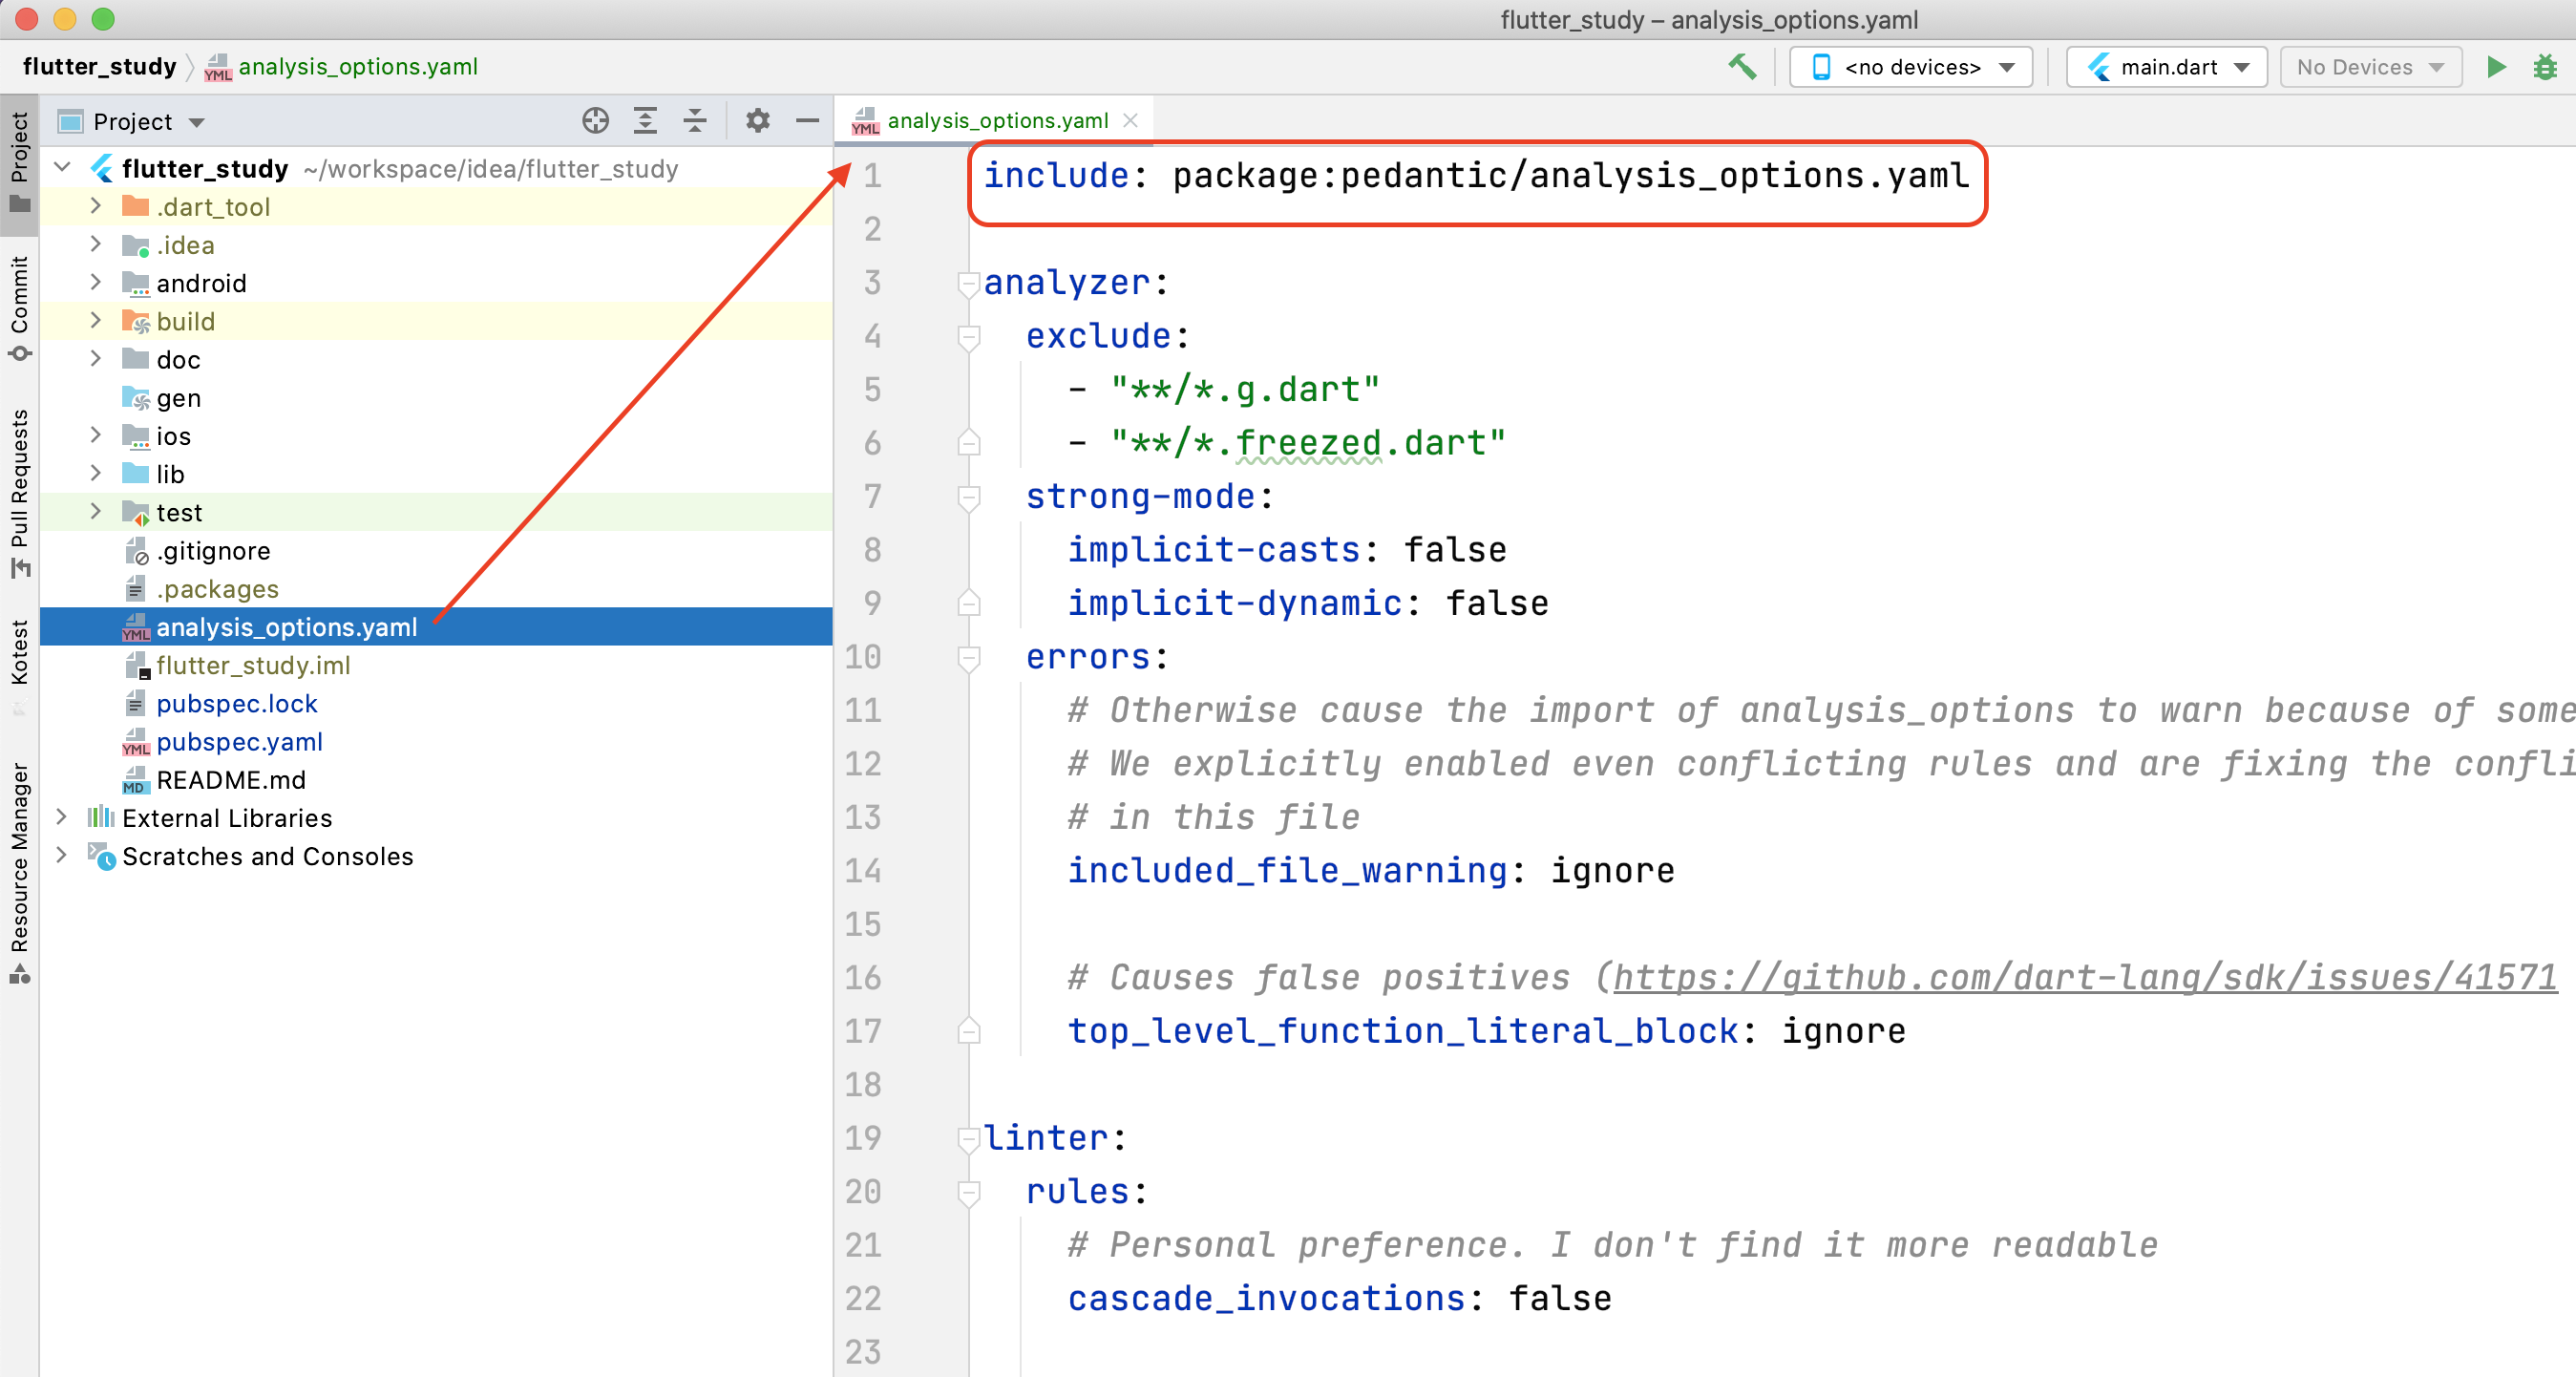 flutter_study – analysis_options.yaml
flutter_study
YML
analysis_options.yaml
<no devices>
main.dart
No Devices
Project
Commit
Pull Requests
Kotest
Resource Manager
Project
flutter_study ~/workspace/idea/flutter_study
.dart_tool
.idea
android
build
doc
gen
ios
lib
test
.gitignore
.packages
YML analysis_options.yaml
flutter_study.iml
pubspec.lock
YML pubspec.yaml
MD README.md
External Libraries
Scratches and Consoles
YML analysis_options.yaml
1 include: package:pedantic/analysis_options.yaml
2
3 analyzer:
4 exclude:
5 - "**/*.g.dart"
6 - "**/*.freezed.dart"
7 strong-mode:
8 implicit-casts: false
9 implicit-dynamic: false
10 errors:
11 # Otherwise cause the import of analysis_options to warn because of some
12 # We explicitly enabled even conflicting rules and are fixing the confli
13 # in this file
14 included_file_warning: ignore
15
16 # Causes false positives (https://github.com/dart-lang/sdk/issues/41571
17 top_level_function_literal_block: ignore
18
19 linter:
20 rules:
21 # Personal preference. I don't find it more readable
22 cascade_invocations: false
23